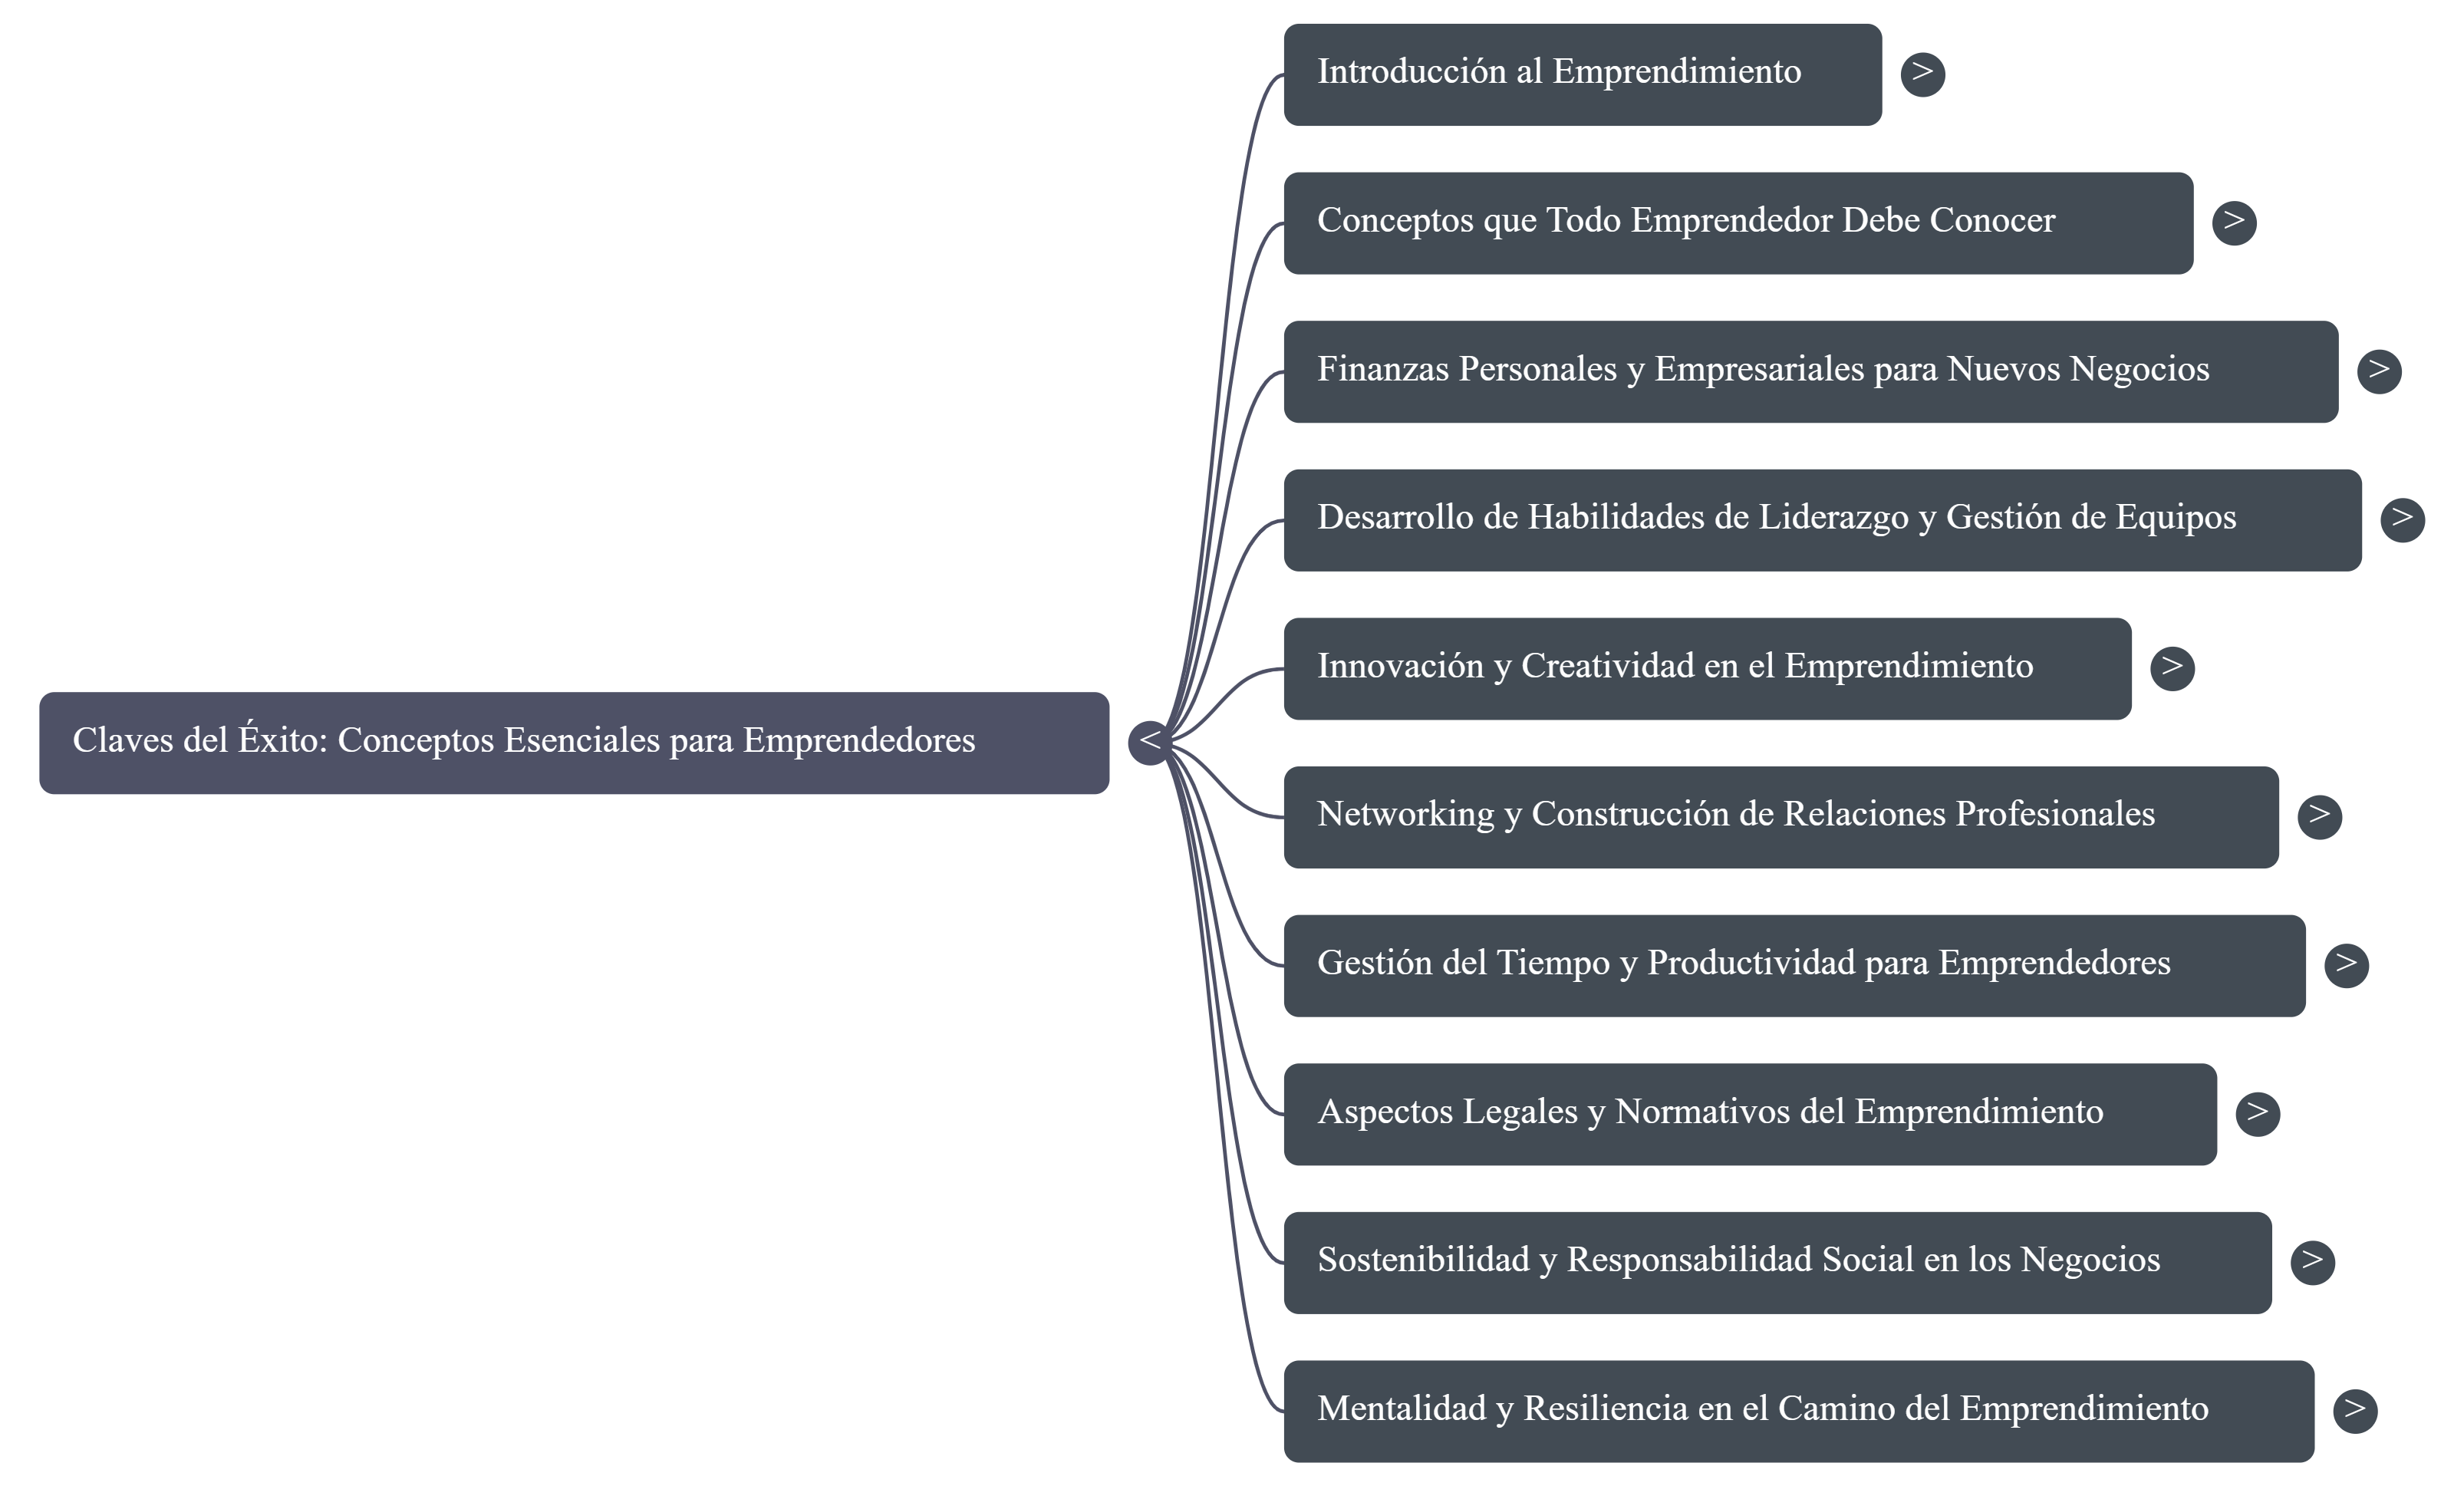 Introducción al Emprendimiento >
Conceptos que Todo Emprendedor Debe Conocer >
Finanzas Personales y Empresariales para Nuevos Negocios >
Desarrollo de Habilidades de Liderazgo y Gestión de Equipos >
Innovación y Creatividad en el Emprendimiento >
Claves del Éxito: Conceptos Esenciales para Emprendedores <
Networking y Construcción de Relaciones Profesionales >
Gestión del Tiempo y Productividad para Emprendedores >
Aspectos Legales y Normativos del Emprendimiento >
Sostenibilidad y Responsabilidad Social en los Negocios >
Mentalidad y Resiliencia en el Camino del Emprendimiento >